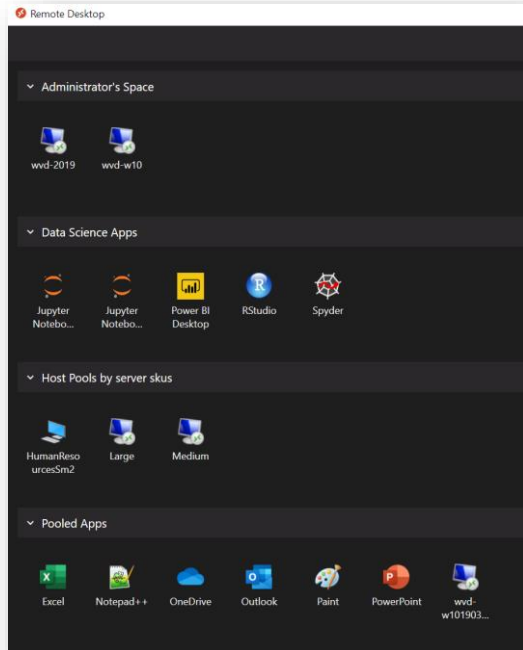 Remote Desktop
Administrator's Space
wvd-2019
wvd-w10
Data Science Apps
Jupyter
Notebo...
Jupyter
Notebo...
Power BI
Desktop
RStudio
Spyder
Host Pools by server skus
HumanReso
urcesSm2
Large
Medium
Pooled Apps
Excel
Notepad++
OneDrive
Outlook
Paint
PowerPoint
wvd-
w101903...